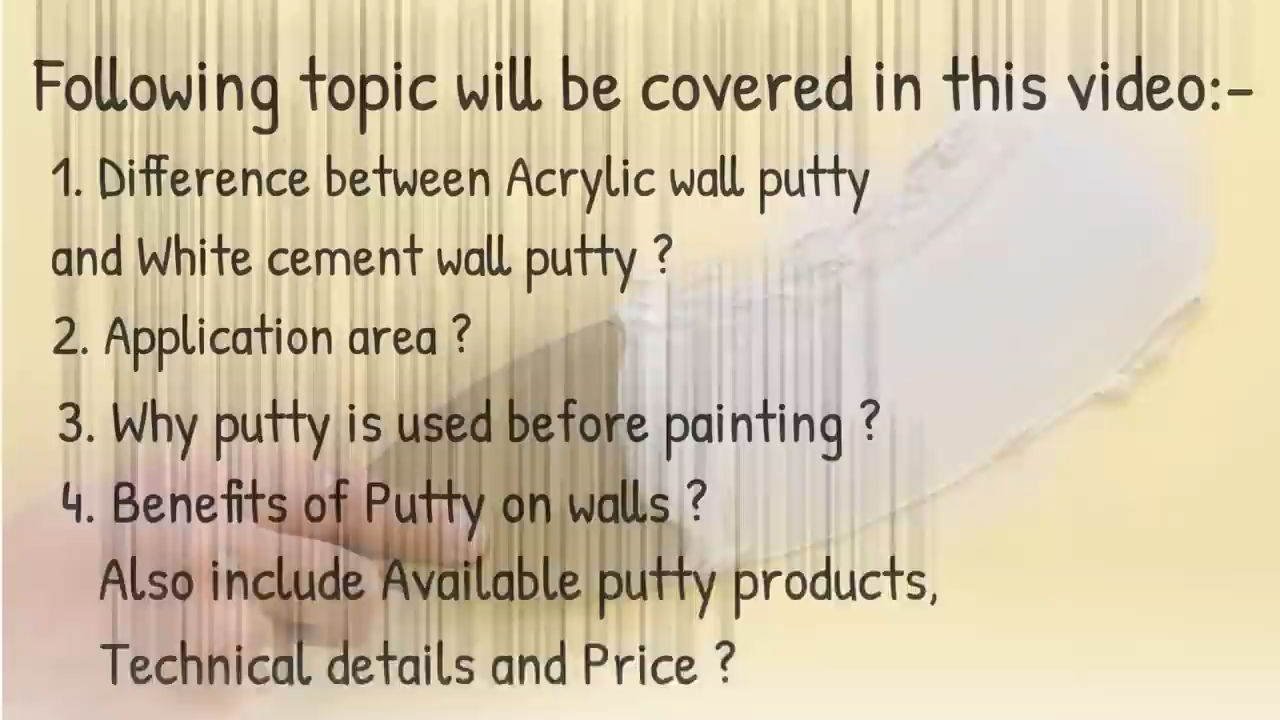 Following topic will be covered in this video:-
1. Difference between Acrylic wall putty
and White cement wall putty ?
2. Application area ?
3. Why putty is used before painting ?
4. Benefits of Putty on walls ?
Also include Available putty products,
Technical details and Price ?